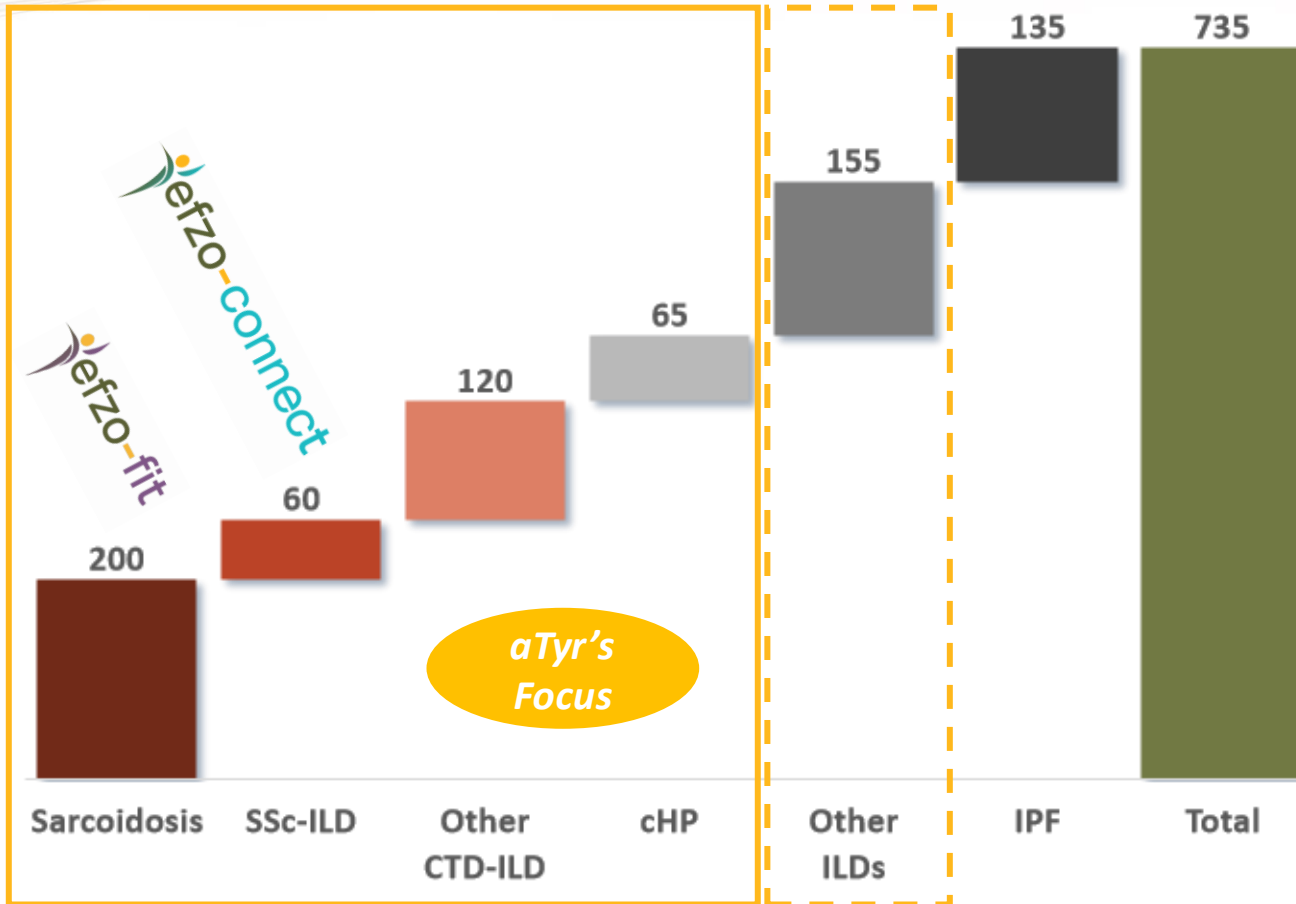 135
735
155
efzo-connect
65
efzo-fit
120
60
200
aTyr's
Focus
Sarcoidosis
SSc-ILD
Other
CTD-ILD
cHP
Other
ILDs
IPF
Total